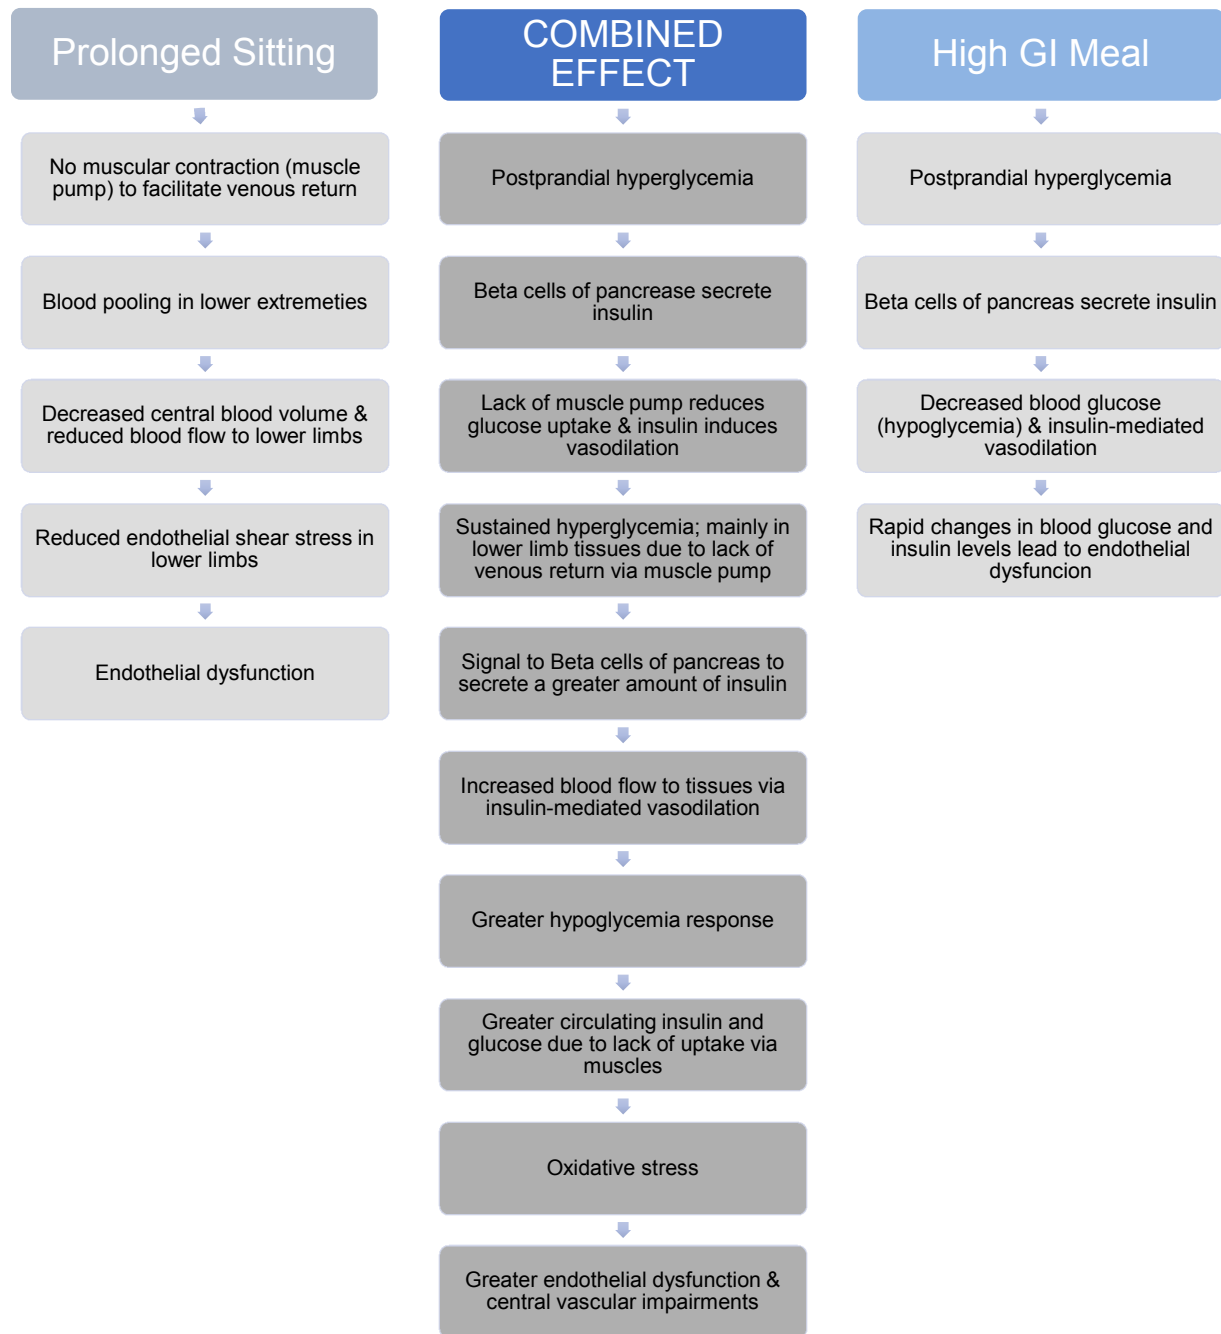 Prolonged Sitting
No muscular contraction (muscle
pump) to facilitate venous return
Blood pooling in lower extremeties
Decreased central blood volume &
reduced blood flow to lower limbs
Reduced endothelial shear stress in
lower limbs
Endothelial dysfunction
COMBINED
EFFECT
Postprandial hyperglycemia
Beta cells of pancrease secrete
insulin
Lack of muscle pump reduces
glucose uptake & insulin induces
vasodilation
Sustained hyperglycemia; mainly in
lower limb tissues due to lack of
venous return via muscle pump
Signal to Beta cells of pancreas to
secrete a greater amount of insulin
Increased blood flow to tissues via
insulin-mediated vasodilation
Greater hypoglycemia response
Greater circulating insulin and
glucose due to lack of uptake via
muscles
Oxidative stress
Greater endothelial dysfunction &
central vascular impairments
High GI Meal
Postprandial hyperglycemia
Beta cells of pancreas secrete insulin
Decreased blood glucose
(hypoglycemia) & insulin-mediated
vasodilation
Rapid changes in blood glucose and
insulin levels lead to endothelial
dysfuncion